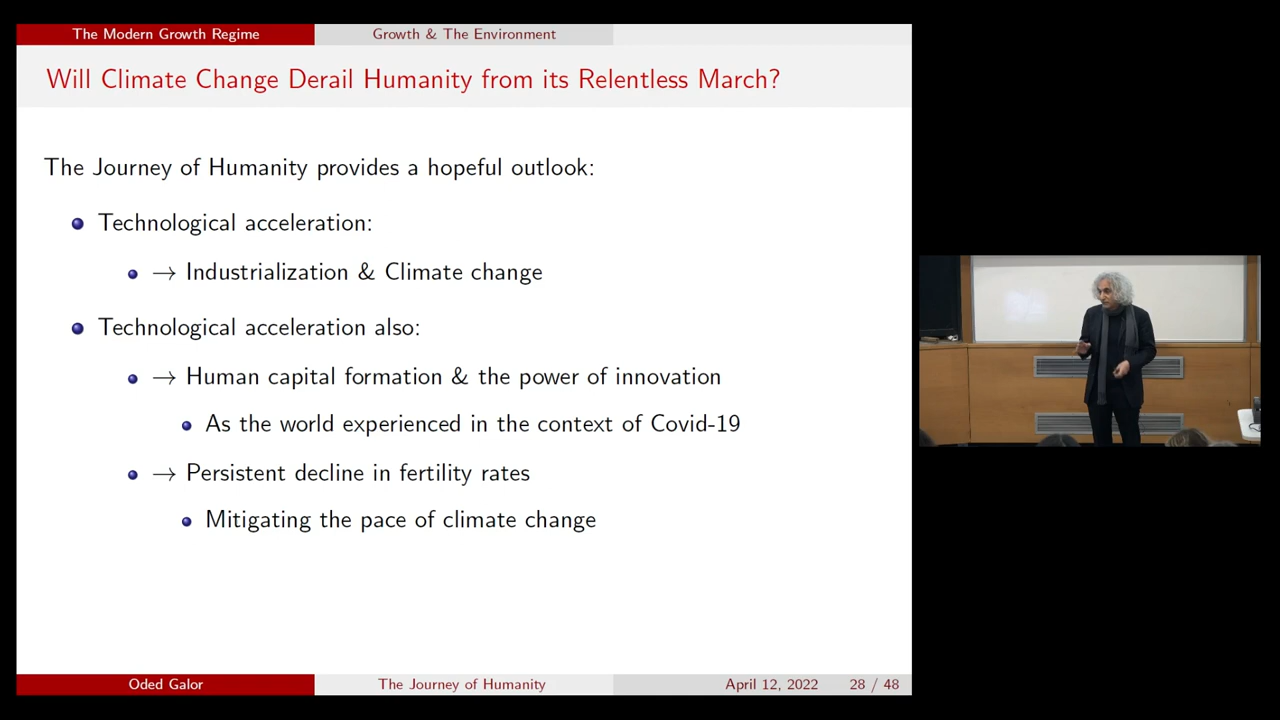 The Modern Growth Regime
Growth & The Environment
Will Climate Change Derail Humanity from its Relentless March?
The Journey of Humanity provides a hopeful outlook:
Technological acceleration:
→ Industrialization & Climate change
Technological acceleration also:
→ Human capital formation & the power of innovation
As the world experienced in the context of Covid-19
→ Persistent decline in fertility rates
Mitigating the pace of climate change
Oded Galor
The Journey of Humanity
April 12, 2022
28 / 48